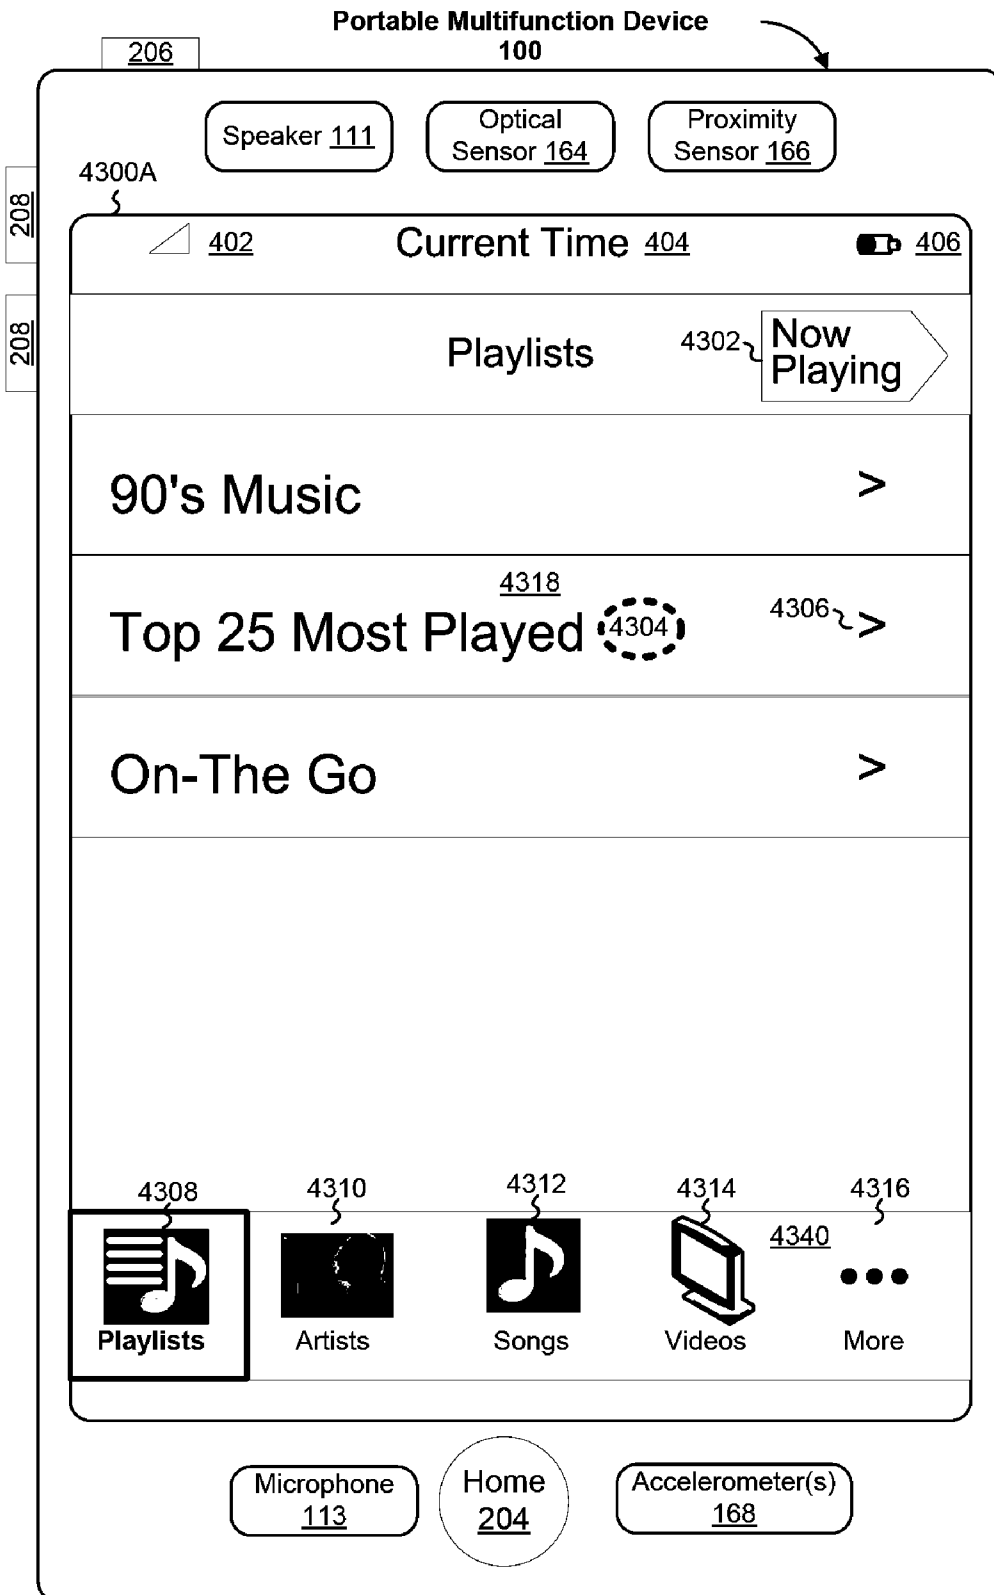 Portable Multifunction Device
100
206
Speaker 111
Optical
Sensor 164
Proximity
Sensor 166
4300A
208
208
402
Current Time 404
406
Playlists
4302
Now
Playing
90's Music
>
4318
Top 25 Most Played
4304
4306
>
On-The Go
>
4308
4310
4312
4314
4316
4340
Playlists
Artists
Songs
Videos
More
Microphone
113
Home
204
Accelerometer(s)
168